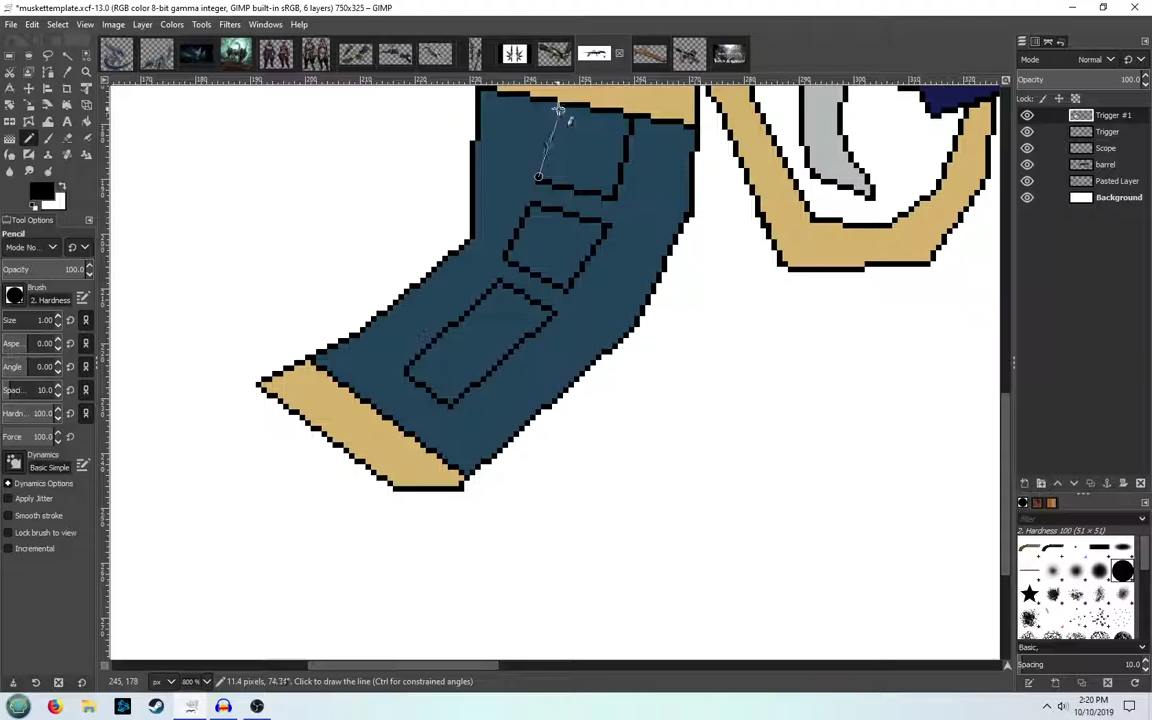 *muskettemplate.xcf-13.0 (RGB color 8-bit gamma integer, GIMP built-in sRGB, 6 layers) 750x325 – GIMP
File Edit Select View Image Layer Colors Tools Filters Windows Help
Mode Normal
Opacity 100.0
Lock:
Trigger #1
Trigger
Scope
barrel
Pasted Layer
Background
Tool Options
Pencil
Mode No...
Opacity 100.0
Brush
2. Hardness
Size 1.00
Aspe... 0.00
Angle 0.00
Spaci... 10.0
Hardn... 100.0
Force 100.0
Dynamics
Basic Simple
Dynamics Options
Apply Jitter
Smooth stroke
Lock brush to view
Incremental
filter
2. Hardness 100 (51 × 51)
Basic,
Spacing 10.0
245, 178 px 800 % 11.4 pixels, 74.74°. Click to draw the line (Ctrl for constrained angles)
2:20 PM
10/10/2019